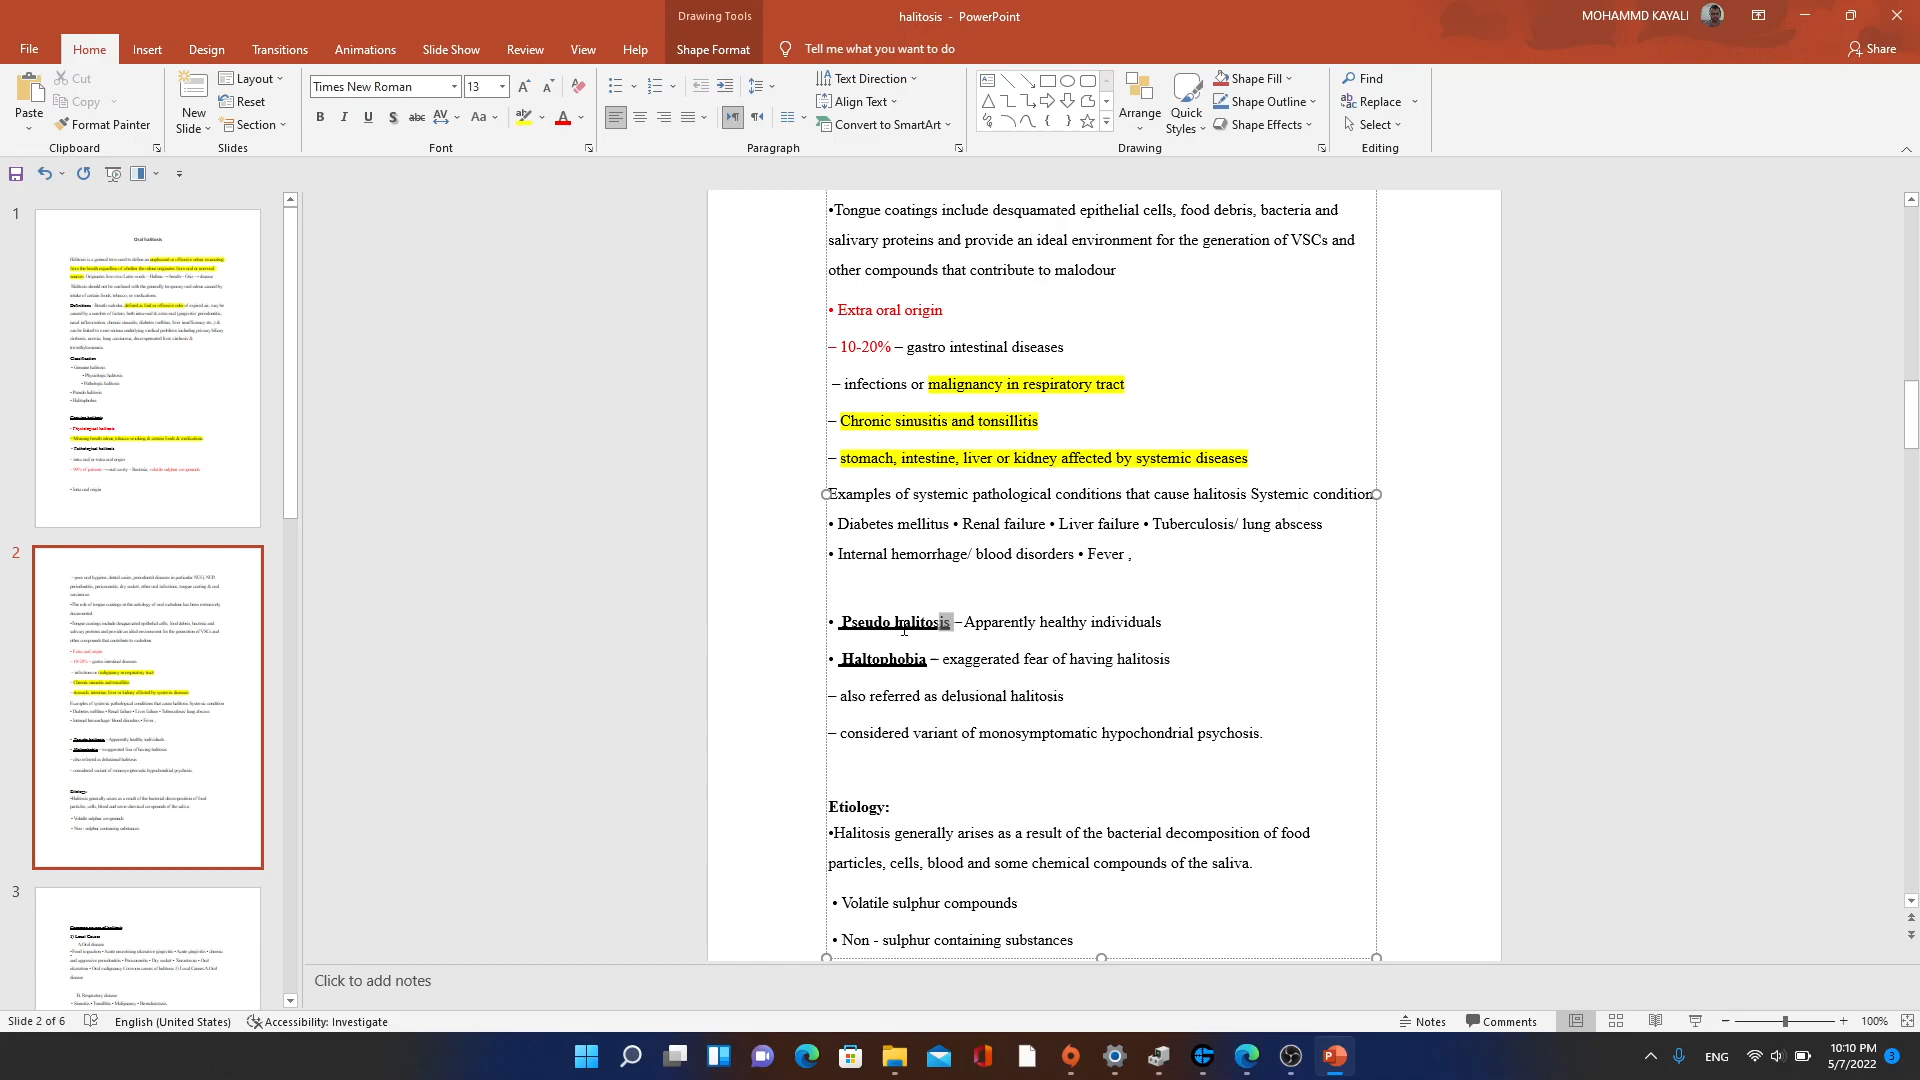 Drawing Tools
halitosis - PowerPoint
MOHAMMD KAYALI
File Home Insert Design Transitions Animations Slide Show Review View Help Shape Format Tell me what you want to do Share
Paste
Cut
Copy
Format Painter
Clipboard
New
Slide
Layout
Reset
Section
Slides
Times New Roman 13
Font
Text Direction
Align Text
Convert to SmartArt
Paragraph
Arrange
Quick
Styles
Shape Fill
Shape Outline
Shape Effects
Drawing
Find
Replace
Select
Editing
1
2
3
•Tongue coatings include desquamated epithelial cells, food debris, bacteria and
salivary proteins and provide an ideal environment for the generation of VSCs and
other compounds that contribute to malodour
• Extra oral origin
– 10-20% – gastro intestinal diseases
– infections or malignancy in respiratory tract
– Chronic sinusitis and tonsillitis
– stomach, intestine, liver or kidney affected by systemic diseases
Examples of systemic pathological conditions that cause halitosis Systemic condition
• Diabetes mellitus • Renal failure • Liver failure • Tuberculosis/ lung abscess
• Internal hemorrhage/ blood disorders • Fever ,
• Pseudo halitosis –Apparently healthy individuals
• Haltophobia – exaggerated fear of having halitosis
– also referred as delusional halitosis
– considered variant of monosymptomatic hypochondrial psychosis.
Etiology:
•Halitosis generally arises as a result of the bacterial decomposition of food
particles, cells, blood and some chemical compounds of the saliva.
• Volatile sulphur compounds
• Non - sulphur containing substances
Click to add notes
Slide 2 of 6 English (United States) Accessibility: Investigate Notes Comments 100%
ENG
10:10 PM
5/7/2022
3